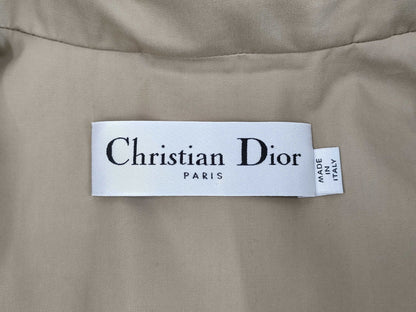 Christian Dior
PARIS
MADE
IN
ITALY